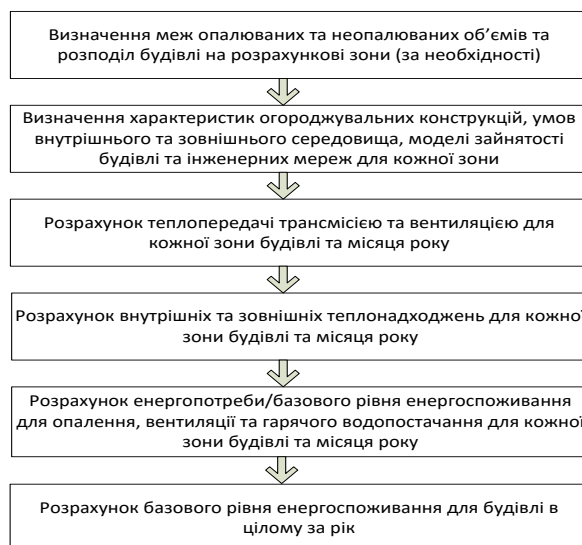 Визначення меж опалюваних та неопалюваних об’ємів та
розподіл будівлі на розрахункові зони (за необхідності)
Визначення характеристик огороджувальних конструкцій, умов
внутрішнього та зовнішнього середовища, моделі зайнятості
будівлі та інженерних мереж для кожної зони
Розрахунок теплопередачі трансмісією та вентиляцією для
кожної зони будівлі та місяця року
Розрахунок внутрішніх та зовнішніх теплонадходжень для кожної
зони будівлі та місяця року
Розрахунок енергопотреби/базового рівня енергоспоживання
для опалення, вентиляції та гарячого водопостачання для кожної
зони будівлі та місяця року
Розрахунок базового рівня енергоспоживання для будівлі в
цілому за рік